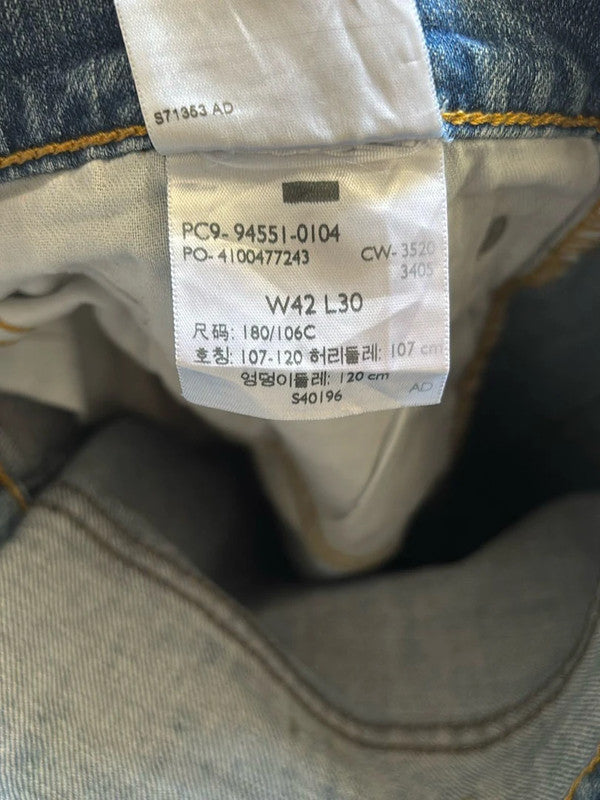 S71353 AD
PC9- 94551-0104
PO- 4100477243 CW- 3520
3405
W42 L30
尺码: 180/106C
호칭: 107-120 허리둘레: 107 cm
엉덩이둘레: 120 cm
S40196 AD